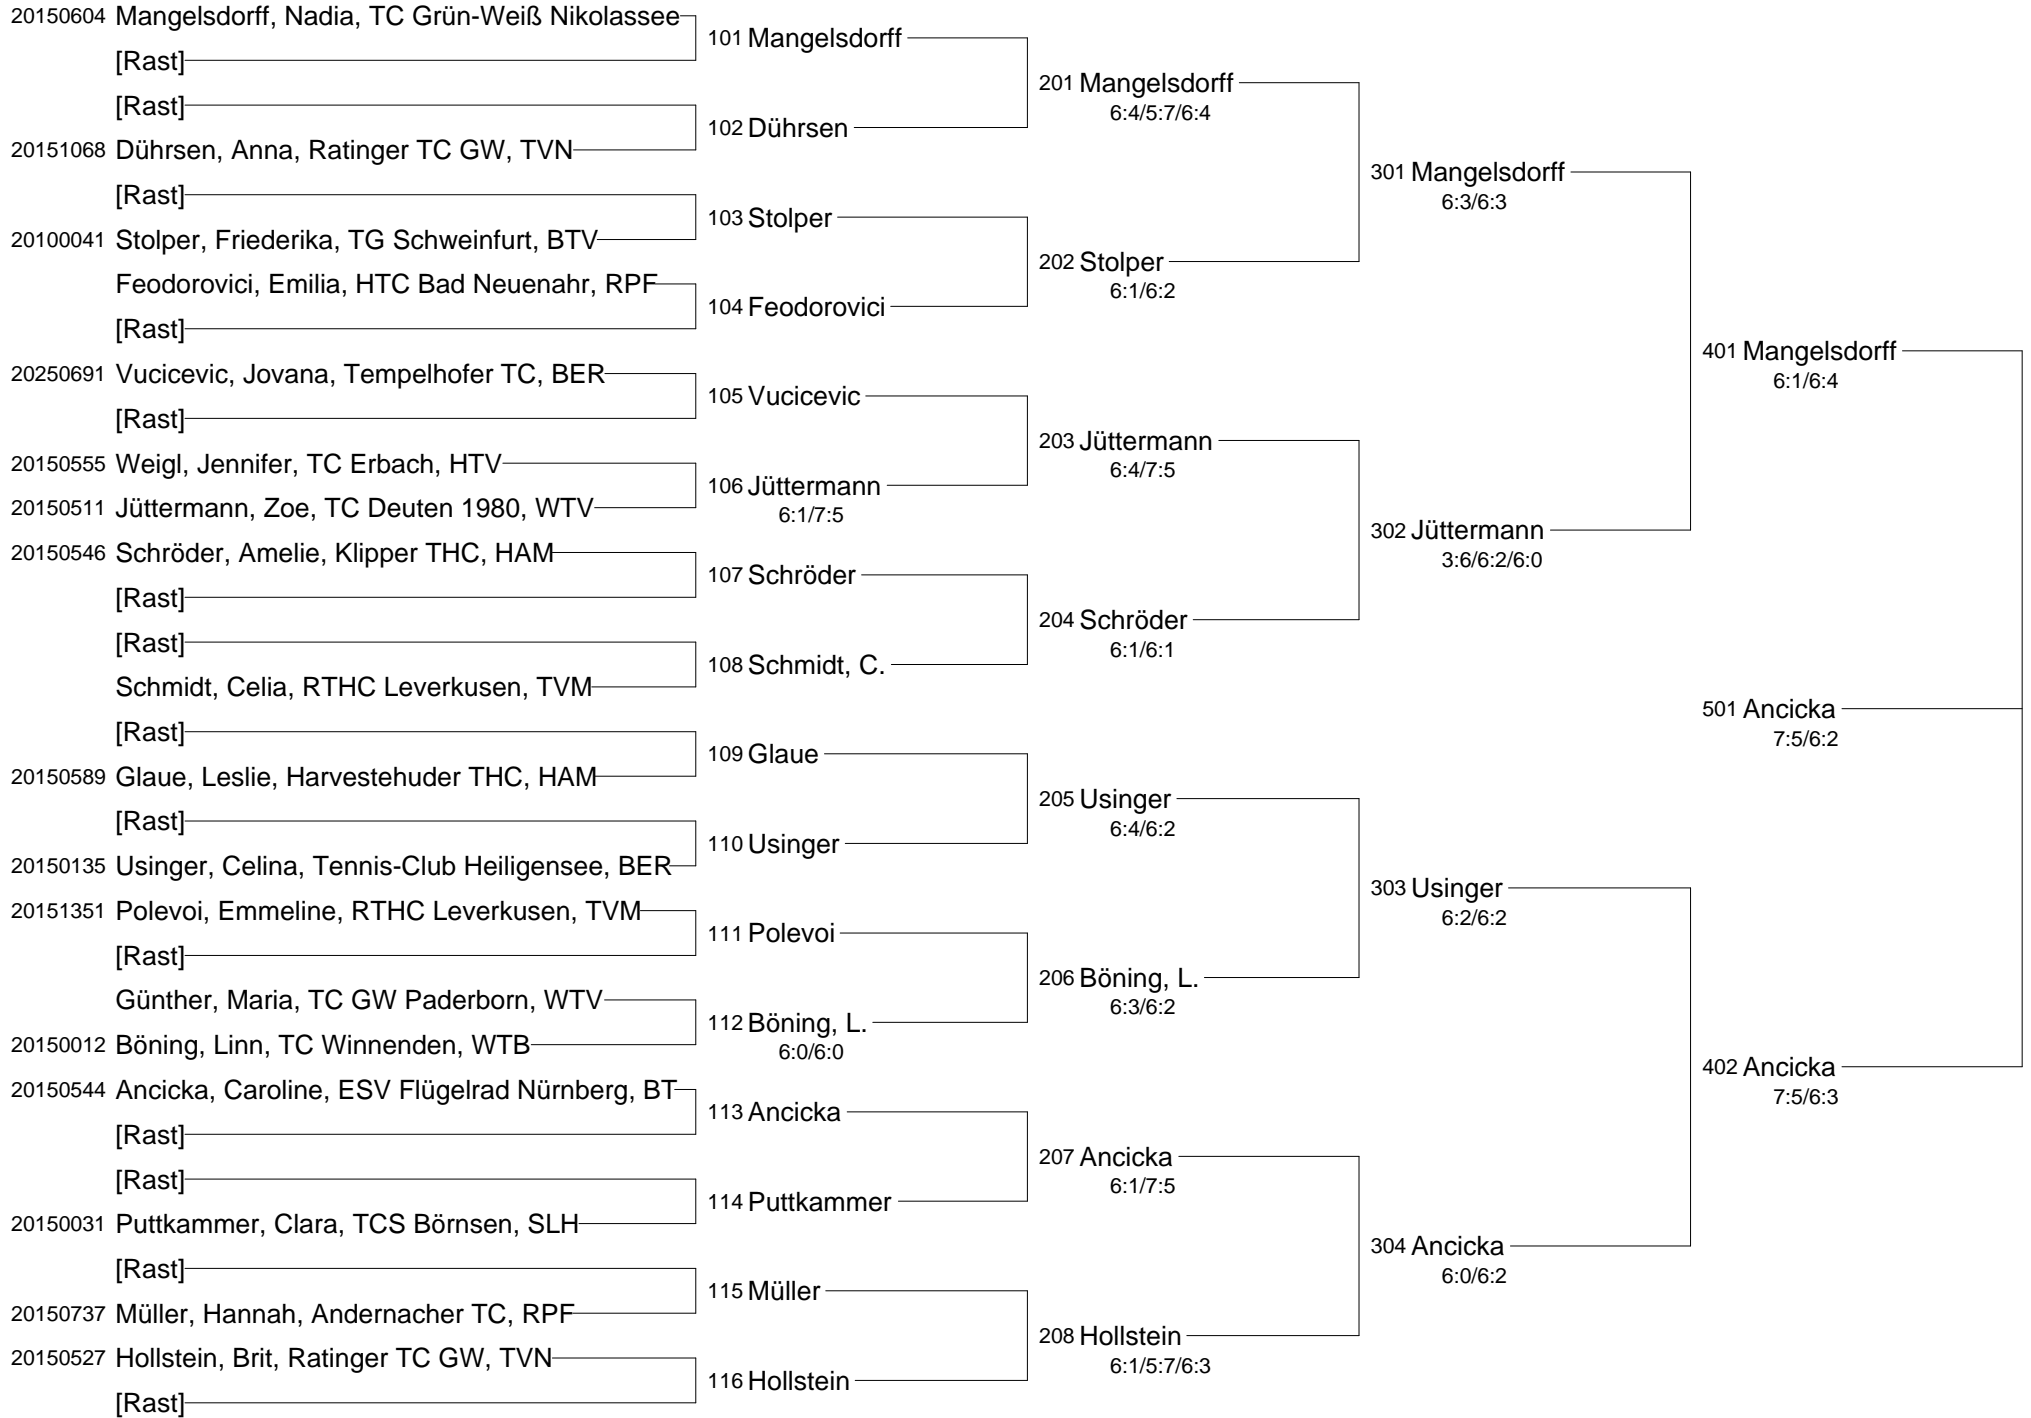 20150604 Mangelsdorff, Nadia, TC Grün-Weiß Nikolassee
[Rast]
[Rast]
20151068 Dührsen, Anna, Ratinger TC GW, TVN
[Rast]
20100041 Stolper, Friederika, TG Schweinfurt, BTV
Feodorovici, Emilia, HTC Bad Neuenahr, RPF
[Rast]
20250691 Vucicevic, Jovana, Tempelhofer TC, BER
[Rast]
20150555 Weigl, Jennifer, TC Erbach, HTV
20150511 Jüttermann, Zoe, TC Deuten 1980, WTV
20150546 Schröder, Amelie, Klipper THC, HAM
[Rast]
[Rast]
Schmidt, Celia, RTHC Leverkusen, TVM
[Rast]
20150589 Glaue, Leslie, Harvestehuder THC, HAM
[Rast]
20150135 Usinger, Celina, Tennis-Club Heiligensee, BER
20151351 Polevoi, Emmeline, RTHC Leverkusen, TVM
[Rast]
Günther, Maria, TC GW Paderborn, WTV
20150012 Böning, Linn, TC Winnenden, WTB
20150544 Ancicka, Caroline, ESV Flügelrad Nürnberg, BT
[Rast]
[Rast]
20150031 Puttkammer, Clara, TCS Börnsen, SLH
[Rast]
20150737 Müller, Hannah, Andernacher TC, RPF
20150527 Hollstein, Brit, Ratinger TC GW, TVN
[Rast]
101 Mangelsdorff
102 Dührsen
103 Stolper
104 Feodorovici
105 Vucicevic
106 Jüttermann
6:1/7:5
107 Schröder
108 Schmidt, C.
109 Glaue
110 Usinger
111 Polevoi
112 Böning, L.
6:0/6:0
113 Ancicka
114 Puttkammer
115 Müller
116 Hollstein
201 Mangelsdorff
6:4/5:7/6:4
202 Stolper
6:1/6:2
203 Jüttermann
6:4/7:5
204 Schröder
6:1/6:1
205 Usinger
6:4/6:2
206 Böning, L.
6:3/6:2
207 Ancicka
6:1/7:5
208 Hollstein
6:1/5:7/6:3
301 Mangelsdorff
6:3/6:3
302 Jüttermann
3:6/6:2/6:0
303 Usinger
6:2/6:2
304 Ancicka
6:0/6:2
401 Mangelsdorff
6:1/6:4
501 Ancicka
7:5/6:2
402 Ancicka
7:5/6:3